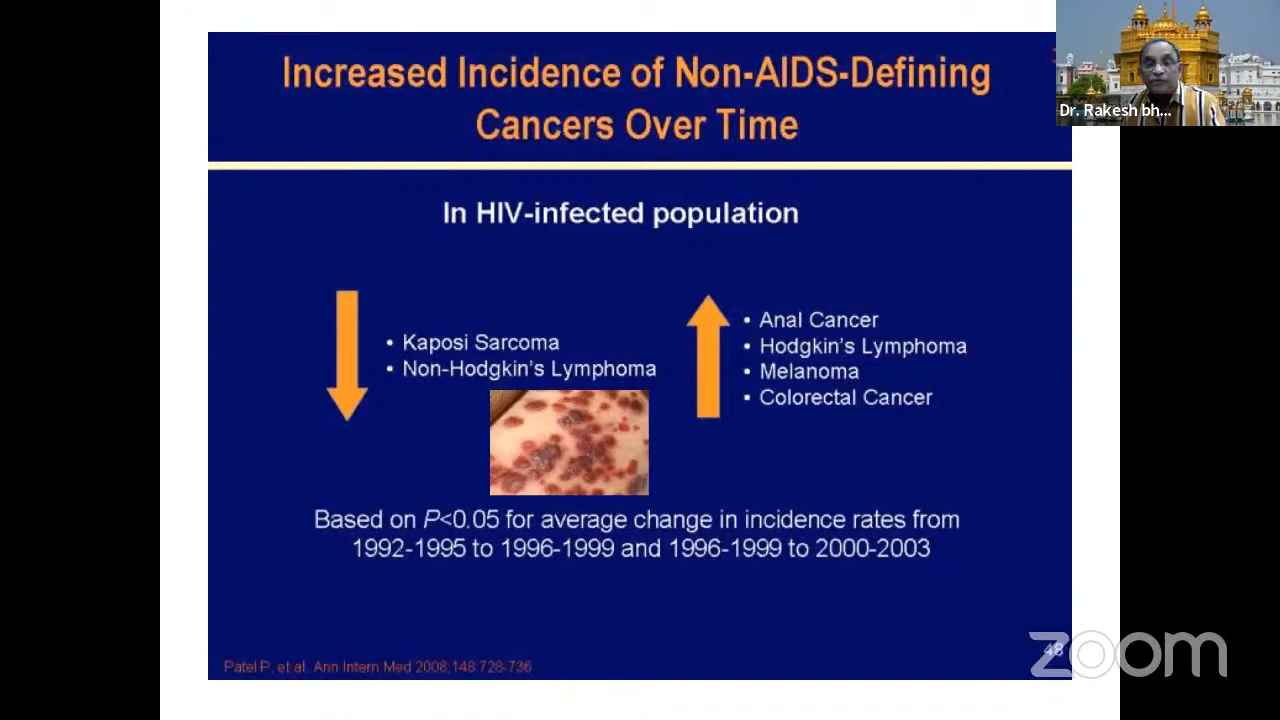 Increased Incidence of Non-AIDS-Defining
Cancers Over Time
Dr. Rakesh bh...
In HIV-infected population
• Kaposi Sarcoma
• Non-Hodgkin's Lymphoma
• Anal Cancer
• Hodgkin's Lymphoma
• Melanoma
• Colorectal Cancer
Based on P<0.05 for average change in incidence rates from
1992-1995 to 1996-1999 and 1996-1999 to 2000-2003
Patel P, et al. Ann Intern Med 2008;148:728-736
48
zoom